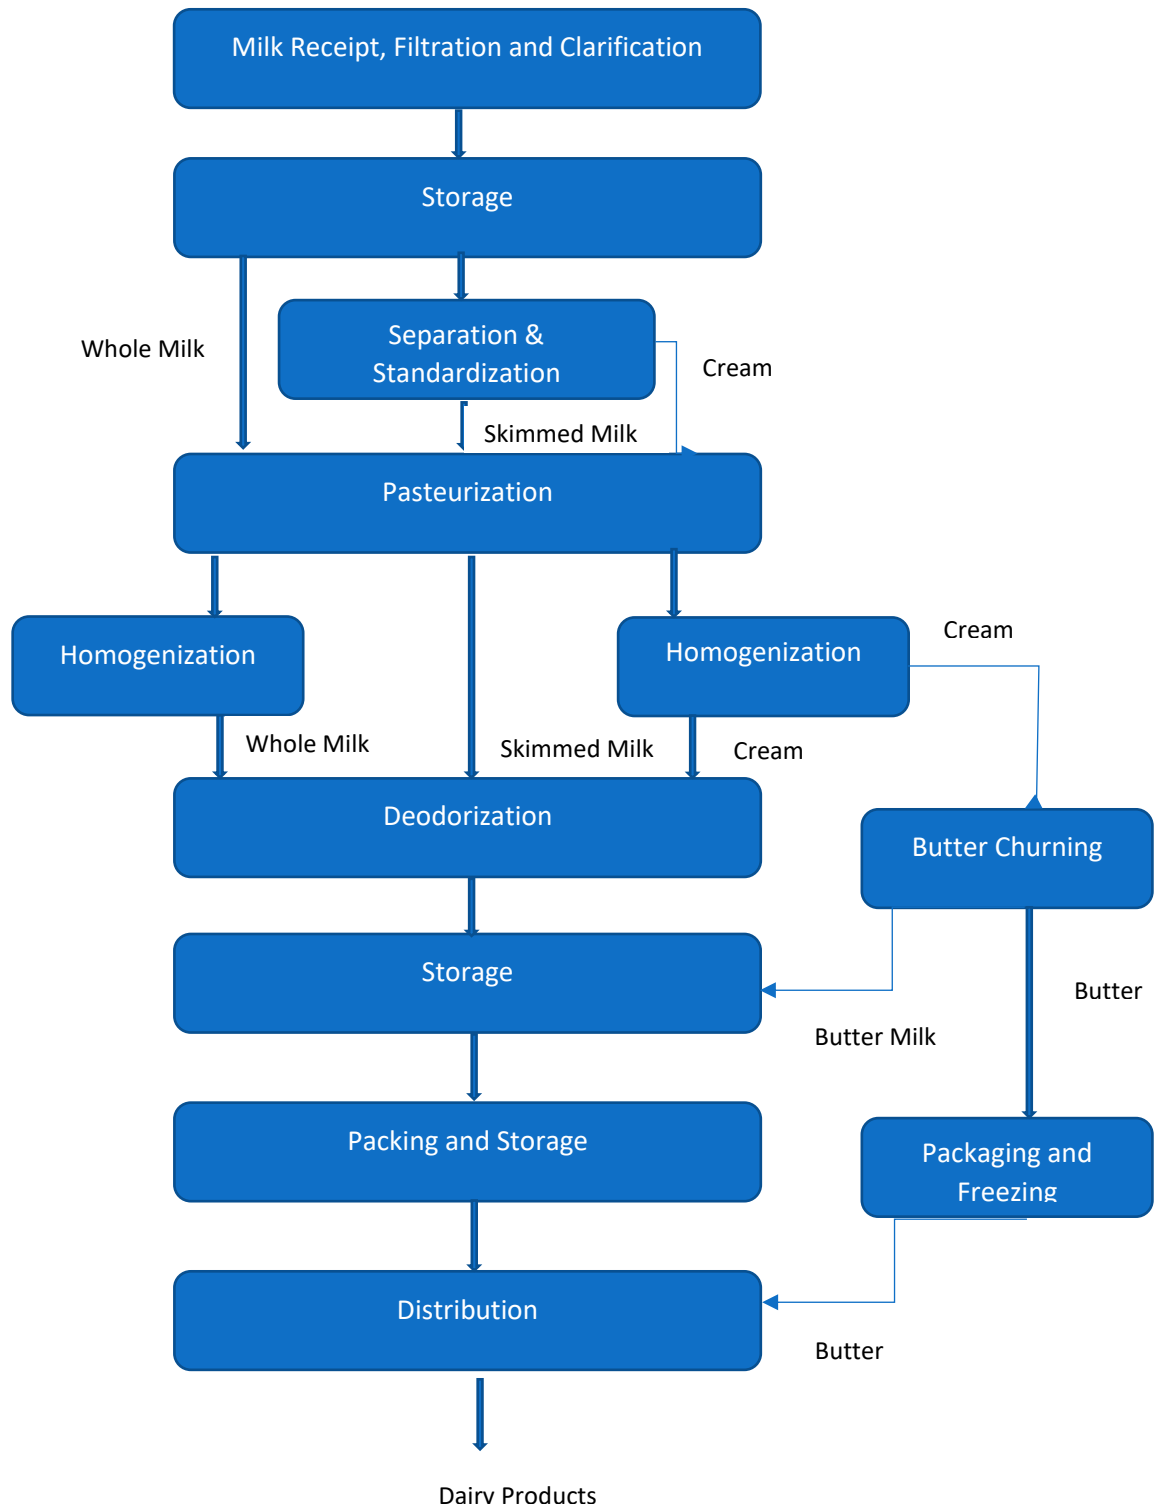 Milk Receipt, Filtration and Clarification
Storage
Separation &
Standardization
Whole Milk
Cream
Skimmed Milk
Pasteurization
Homogenization
Homogenization
Cream
Whole Milk
Skimmed Milk
Cream
Deodorization
Butter Churning
Storage
Butter
Butter Milk
Packing and Storage
Packaging and
Freezing
Distribution
Butter
Dairy Products